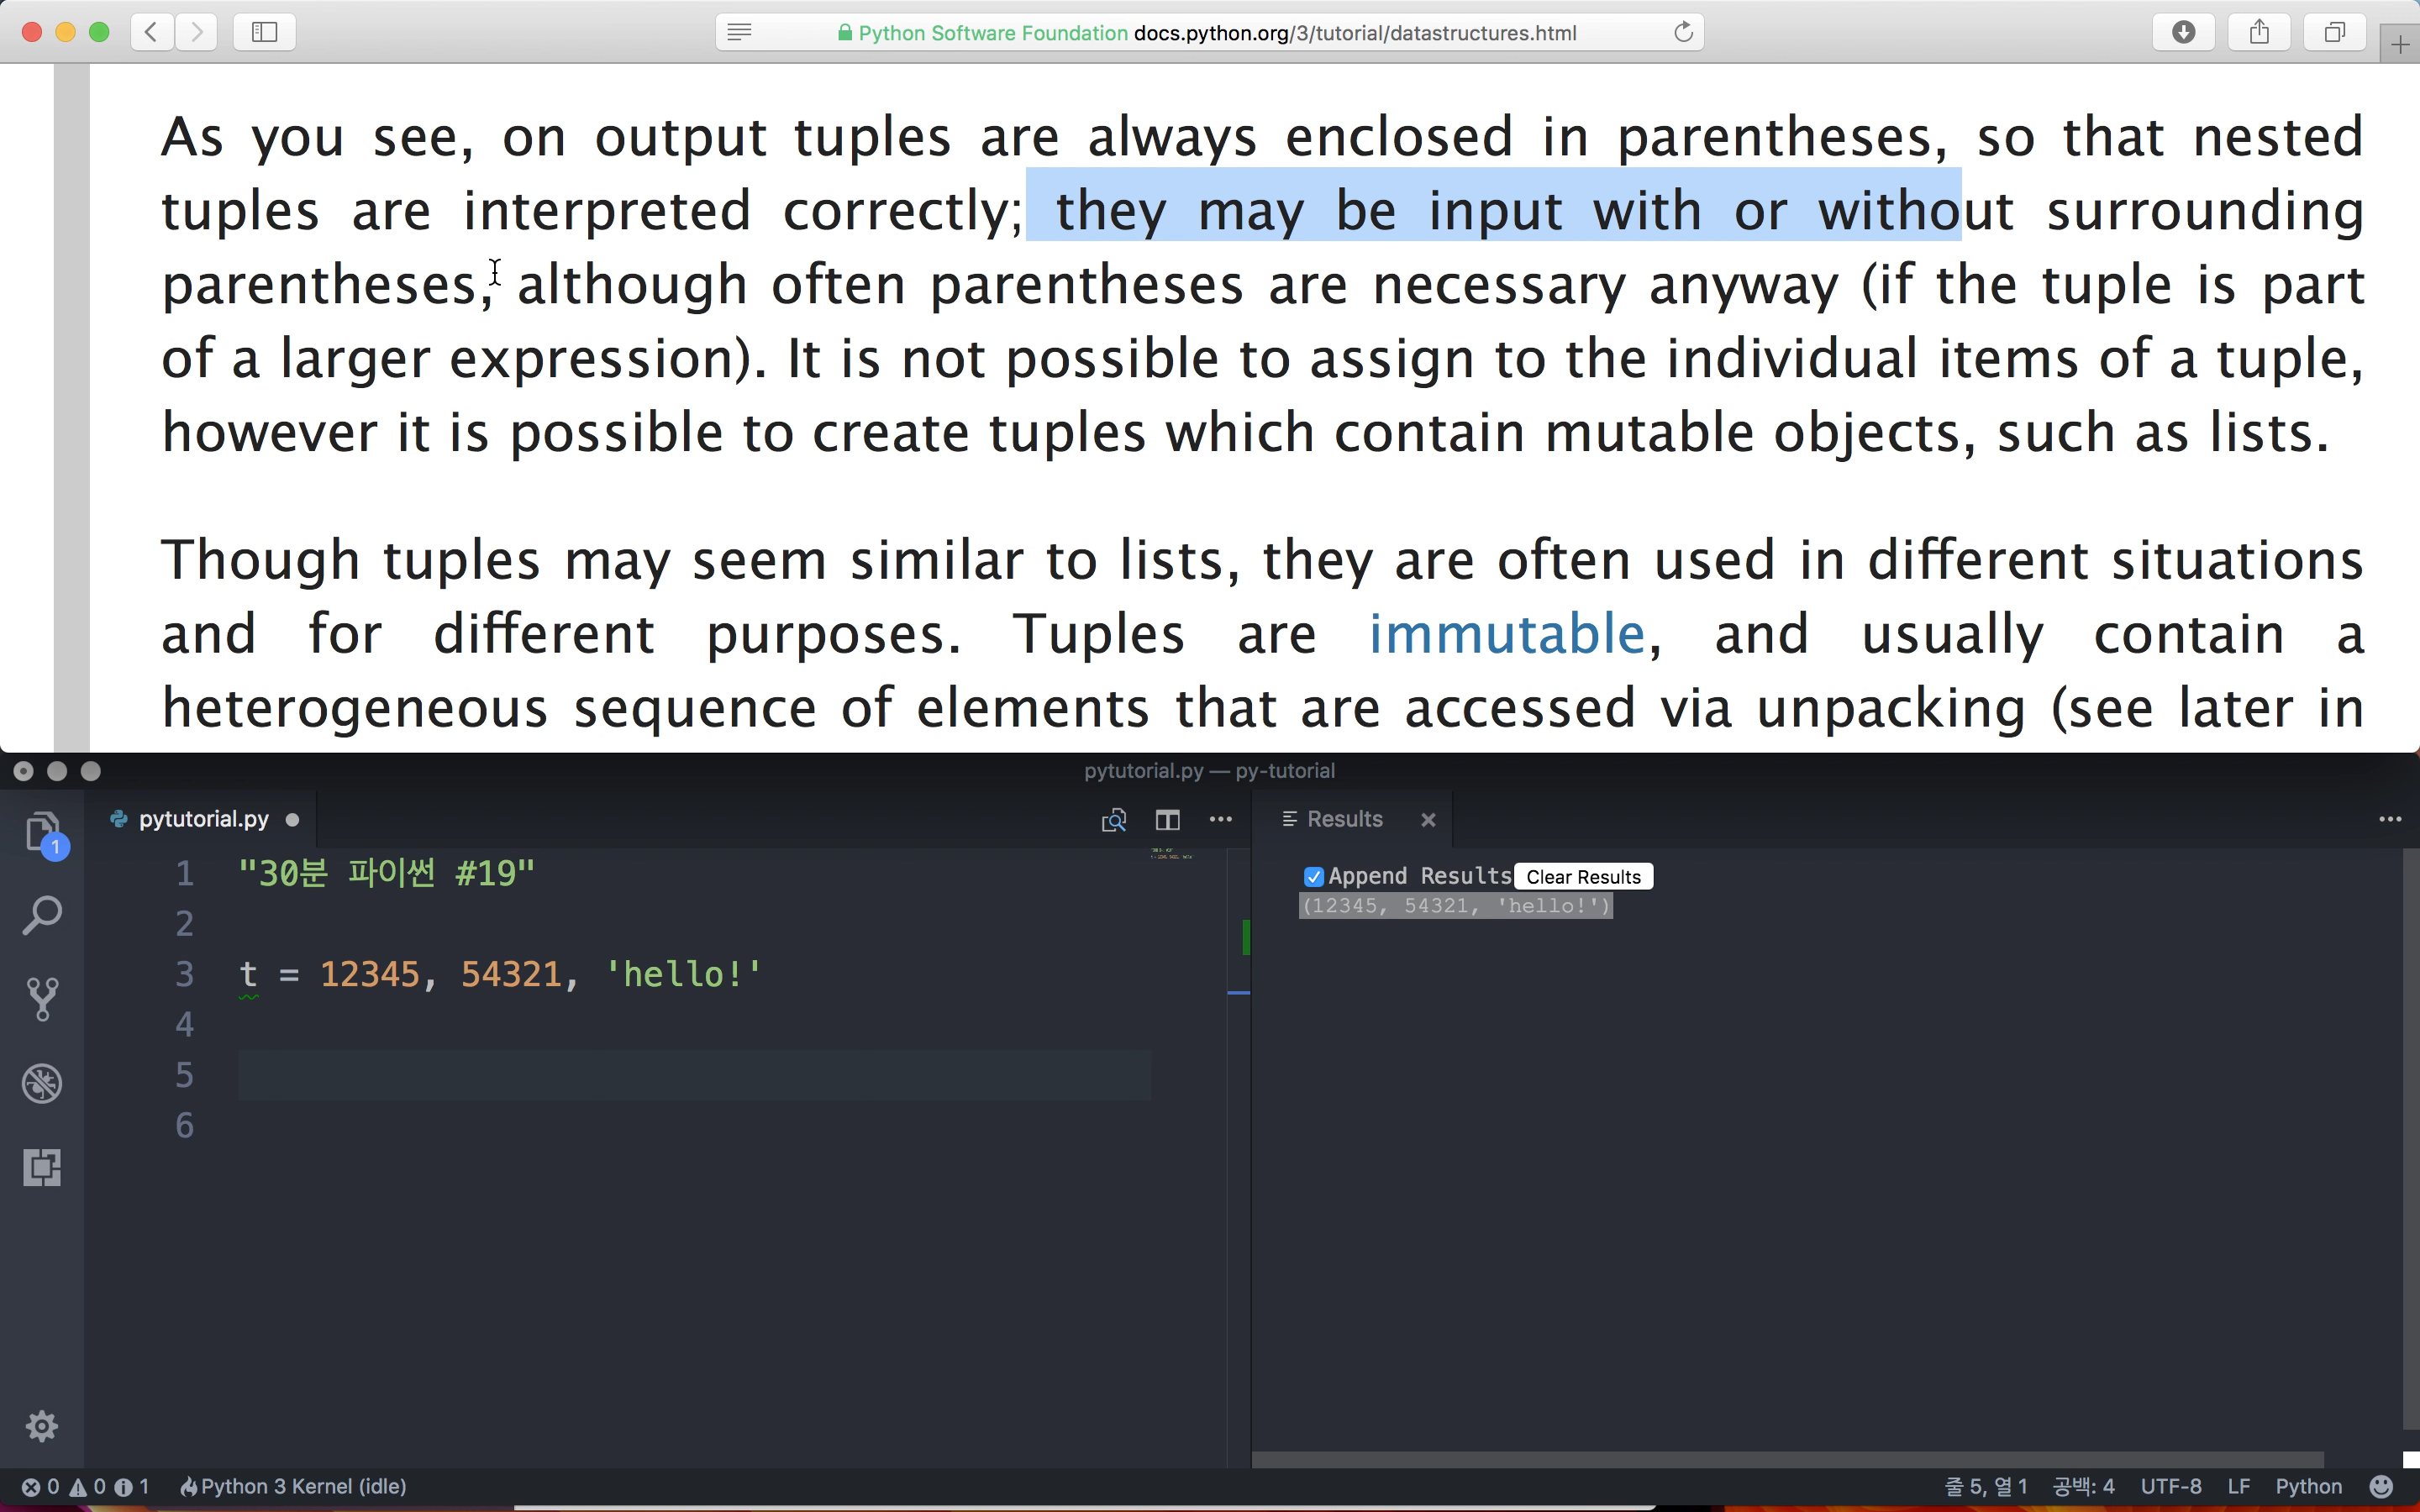 Python Software Foundation docs.python.org/3/tutorial/datastructures.html
As you see, on output tuples are always enclosed in parentheses, so that nested
tuples are interpreted correctly; they may be input with or without surrounding
parentheses, although often parentheses are necessary anyway (if the tuple is part
of a larger expression). It is not possible to assign to the individual items of a tuple,
however it is possible to create tuples which contain mutable objects, such as lists.
Though tuples may seem similar to lists, they are often used in different situations
and for different purposes. Tuples are immutable, and usually contain a
heterogeneous sequence of elements that are accessed via unpacking (see later in
pytutorial.py — py-tutorial
pytutorial.py
Results
1
1 "30분 파이썬 #19"
2
3 t = 12345, 54321, 'hello!'
4
5
6
Append Results Clear Results
(12345, 54321, 'hello!')
0 0 1 Python 3 Kernel (idle)
줄 5, 열 1 공백: 4 UTF-8 LF Python